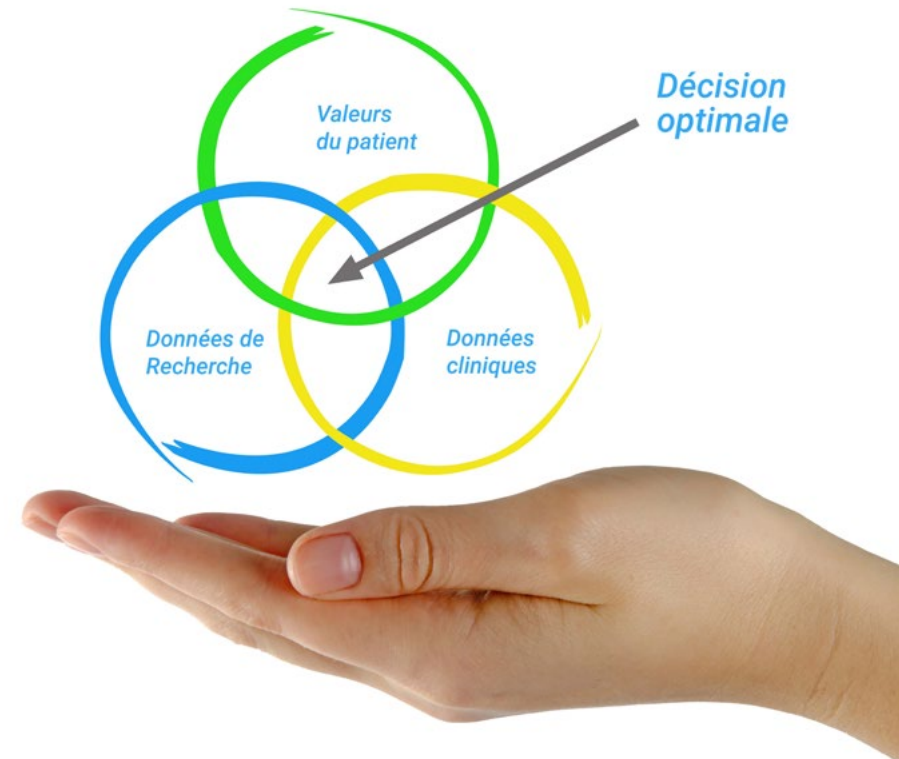 Valeurs
du patient
Décision
optimale
Données de
Recherche
Données
cliniques